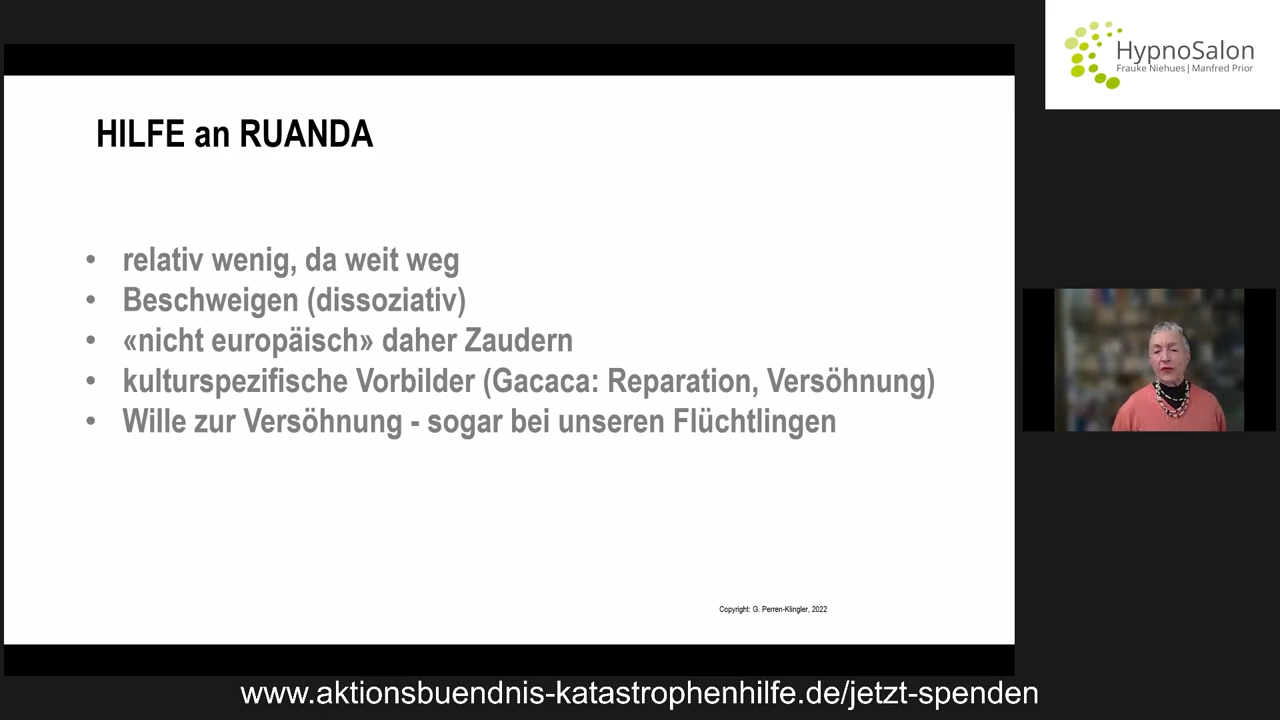 HypnoSalon
Frauke Niehues | Manfred Prior
HILFE an RUANDA
• relativ wenig, da weit weg
• Beschweigen (dissoziativ)
• «nicht europäisch» daher Zaudern
• kulturspezifische Vorbilder (Gacaca: Reparation, Versöhnung)
• Wille zur Versöhnung - sogar bei unseren Flüchtlingen
Copyright: G. Perren-Klingler, 2022
www.aktionsbuendnis-katastrophenhilfe.de/jetzt-spenden